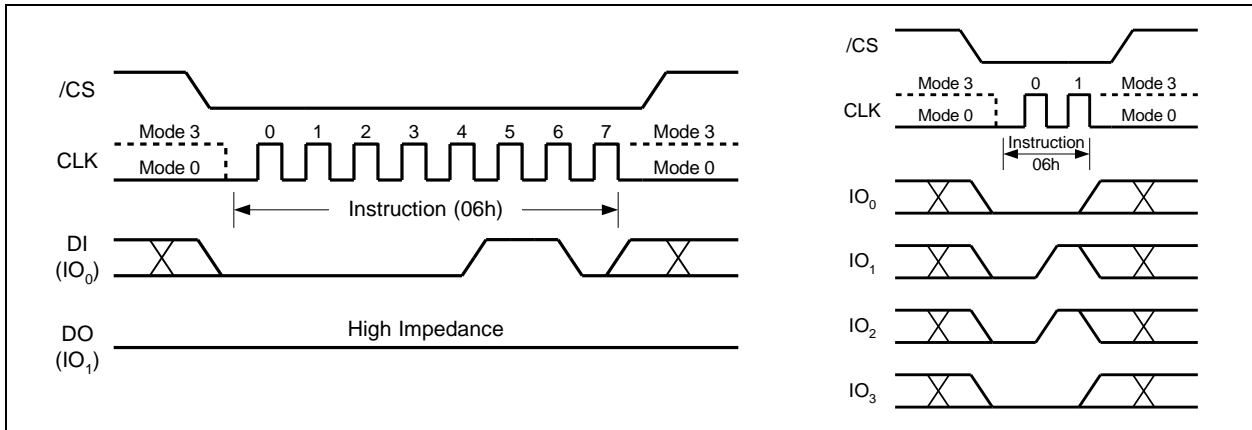 /CS
Mode 3 0 1 2 3 4 5 6 7 Mode 3
CLK
Mode 0 Mode 0
Instruction (06h)
DI
(IO0)
DO
(IO1)
High Impedance
/CS
Mode 3 0 1 Mode 3
CLK
Mode 0 Mode 0
Instruction
06h
IO0
IO1
IO2
IO3